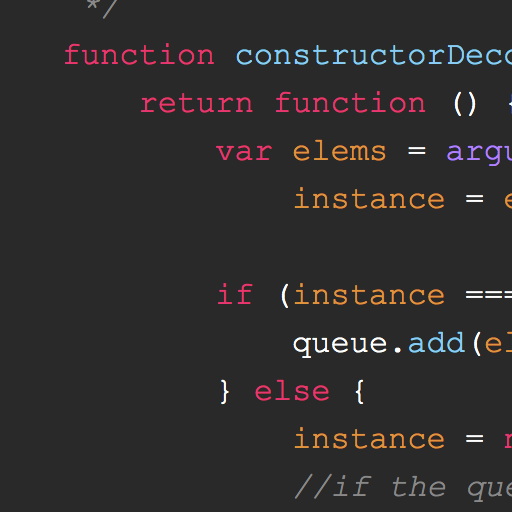 */
function constructorDeco
return function () {
var elems = argu
instance = e
if (instance ===
queue.add(el
} else {
instance = n
//if the que